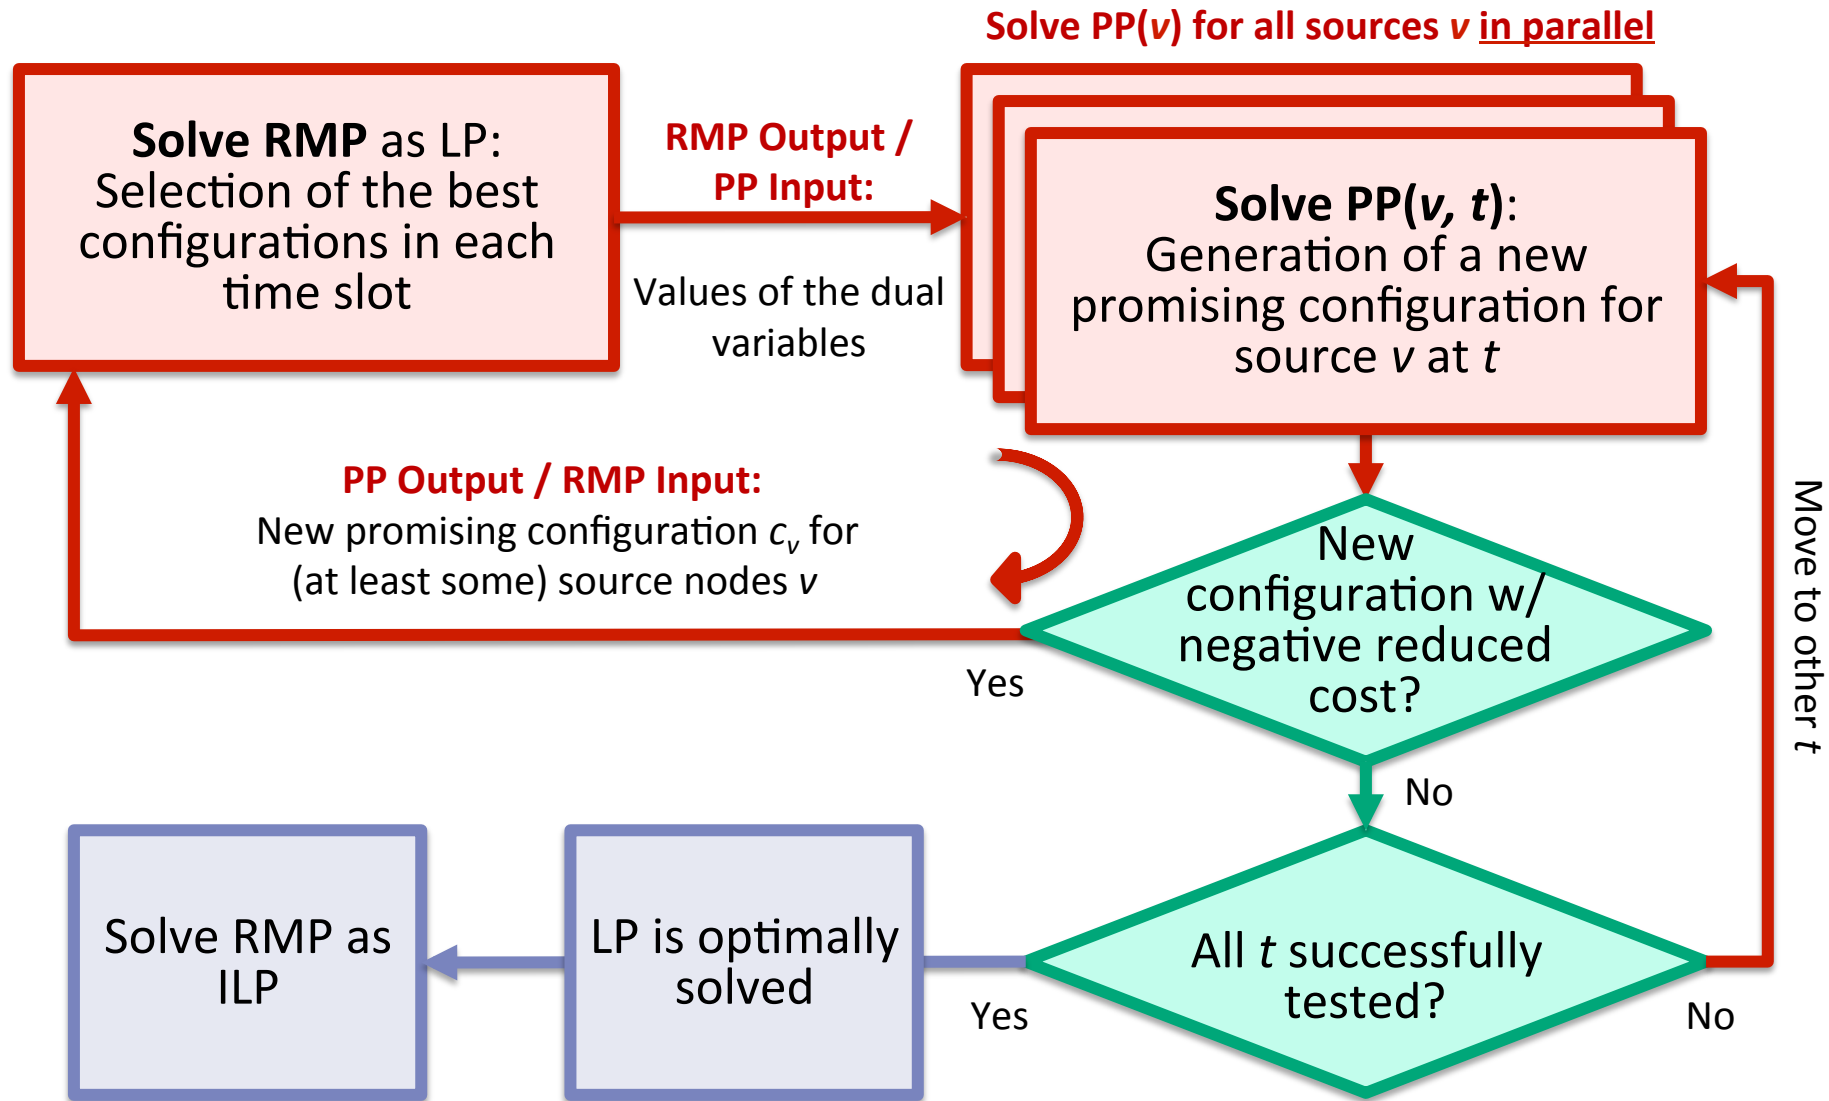 Solve PP(v) for all sources v in parallel
Solve RMP as LP:
Selection of the best
configurations in each
time slot
RMP Output /
PP Input:
Values of the dual
variables
Solve PP(v, t):
Generation of a new
promising configuration for
source v at t
PP Output / RMP Input:
New promising configuration cv for
(at least some) source nodes v
New
configuration w/
negative reduced
cost?
Yes
No
Move to other t
All t successfully
tested?
Yes
No
LP is optimally
solved
Solve RMP as
ILP